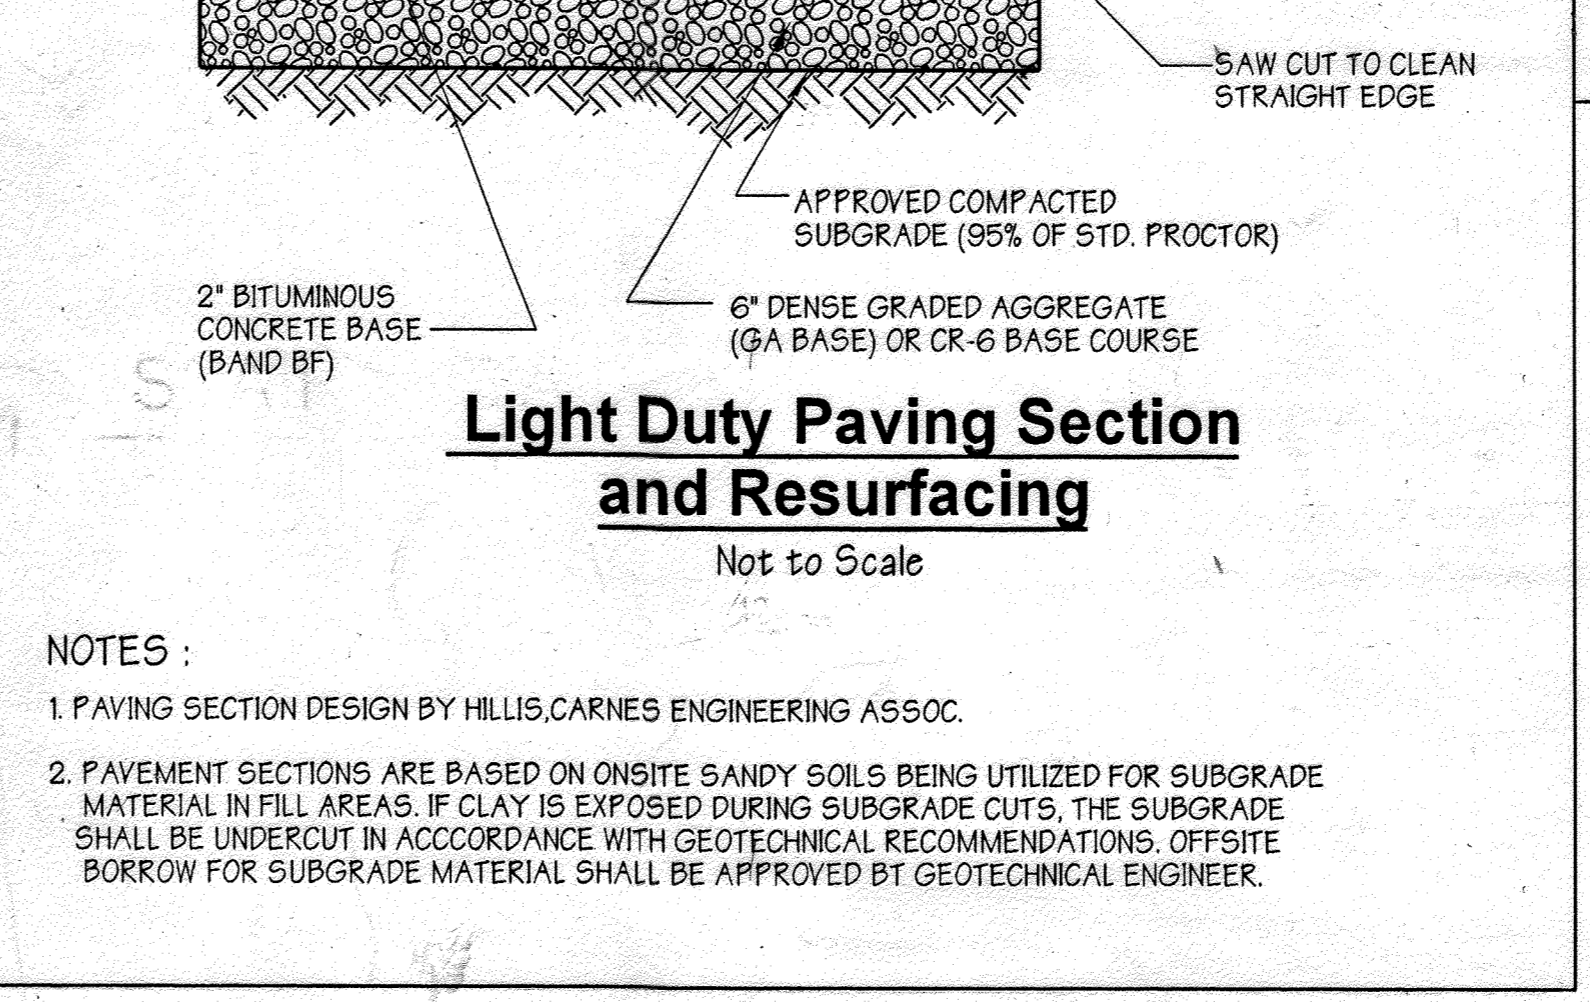 SAW CUT TO CLEAN
STRAIGHT EDGE
APPROVED COMPACTED
SUBGRADE (95% OF STD. PROCTOR)
2" BITUMINOUS
CONCRETE BASE
(BAND BF)
6" DENSE GRADED AGGREGATE
(GA BASE) OR CR-6 BASE COURSE
Light Duty Paving Section
and Resurfacing
Not to Scale
NOTES :
1. PAVING SECTION DESIGN BY HILLIS,CARNES ENGINEERING ASSOC.
2. PAVEMENT SECTIONS ARE BASED ON ONSITE SANDY SOILS BEING UTILIZED FOR SUBGRADE
MATERIAL IN FILL AREAS. IF CLAY IS EXPOSED DURING SUBGRADE CUTS, THE SUBGRADE
SHALL BE UNDERCUT IN ACCCORDANCE WITH GEOTECHNICAL RECOMMENDATIONS. OFFSITE
BORROW FOR SUBGRADE MATERIAL SHALL BE APPROVED BT GEOTECHNICAL ENGINEER.